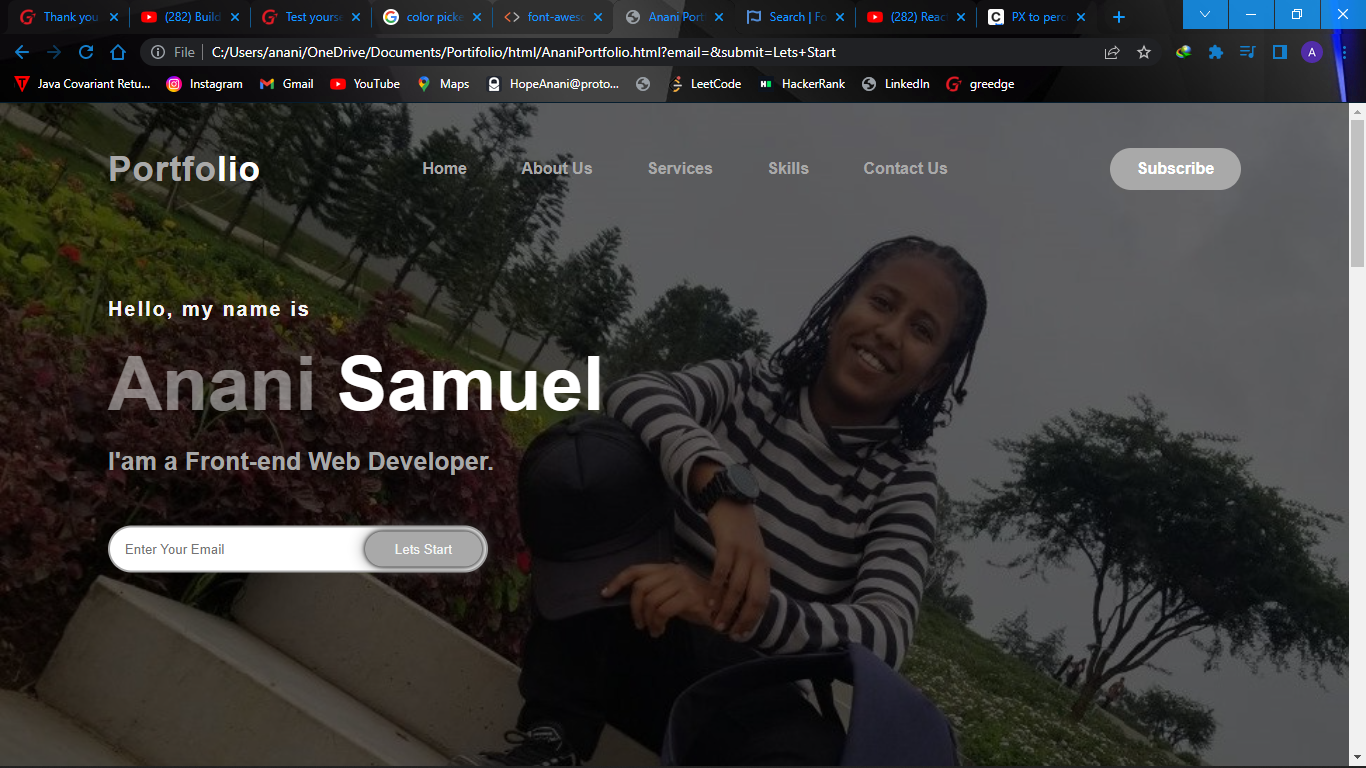 Thank you
(282) Build
Test yourse
color picke
font-aweso
Anani Port
Search | Fo
(282) Reac
PX to perc
File
C:/Users/anani/OneDrive/Documents/Portifolio/html/AnaniPortfolio.html?email=&submit=Lets+Start
A
Java Covariant Retu...
Instagram
Gmail
YouTube
Maps
HopeAnani@proto...
LeetCode
HackerRank
LinkedIn
greedge
Portfolio
Home
About Us
Services
Skills
Contact Us
Subscribe
Hello, my name is
Anani Samuel
I'am a Front-end Web Developer.
Enter Your Email
Lets Start